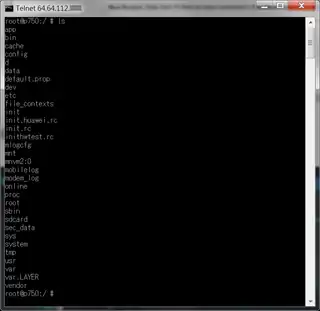 Telnet 64.64.112.
root@p750:/ # ls
app
bin
cache
config
d
data
default.prop
dev
etc
file_contexts
init
init.huawei.rc
init.rc
inithwtest.rc
mlogcfg
mnt
mnvm2:0
mobilelog
modem_log
online
proc
root
sbin
sdcard
sec_data
sys
system
tmp
usr
var
var.LAYER
vendor
root@p750:/ #